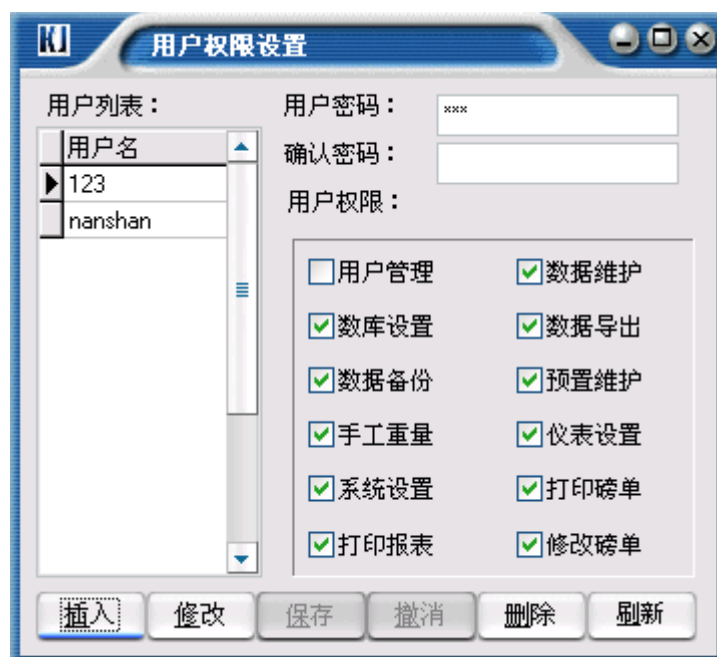 KJ 用户权限设置
用户列表：
用户名
123
nanshan
用户密码： ***
确认密码：
用户权限：
用户管理 数据维护
数库设置 数据导出
数据备份 预置维护
手工重量 仪表设置
系统设置 打印磅单
打印报表 修改磅单
插入 修改 保存 撤消 删除 刷新